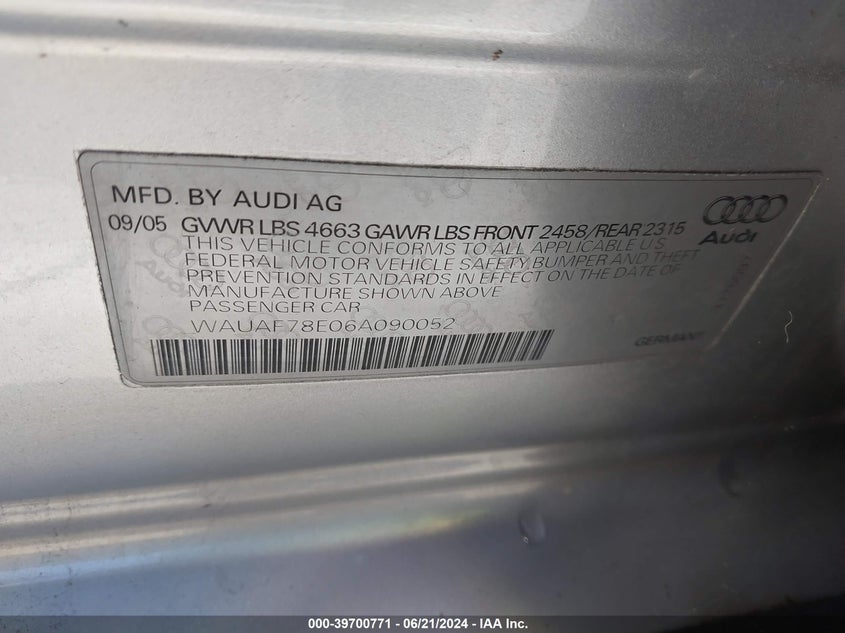 MFD. BY AUDI AG
09/05 GVWR LBS 4663 GAWR LBS FRONT 2458/REAR 2315
THIS VEHICLE CONFORMS TO ALL APPLICABLE U.S.
FEDERAL MOTOR VEHICLE SAFETY BUMPER AND THEFT
PREVENTION STANDARDS IN EFFECT ON THE DATE OF
MANUFACTURE SHOWN ABOVE
PASSENGER CAR
WAUAF78E06A090052
Audi
GERMANY
000-39700771 / 06/21/2024 - IAA Inc.